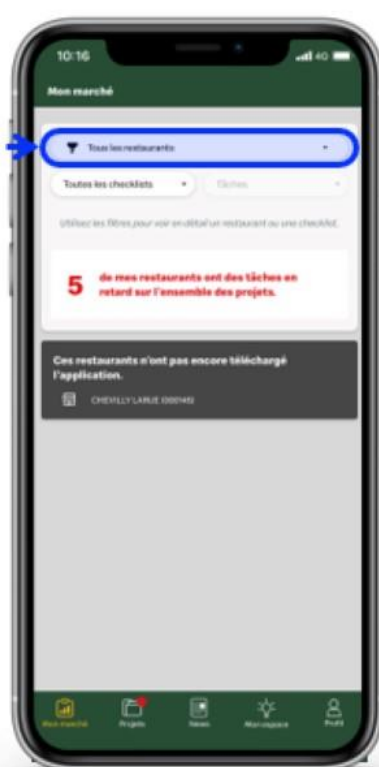 10:16
4G
Mon marché
Tous les restaurants
Toutes les checklists
Tâches
Utilisez les filtres pour voir en détail un restaurant ou une checklist.
5 de mes restaurants ont des tâches en
retard sur l'ensemble des projets.
Ces restaurants n'ont pas encore téléchargé
l'application.
CHEVILLY LARUE
Mon marché Projets News Mon espace Profil